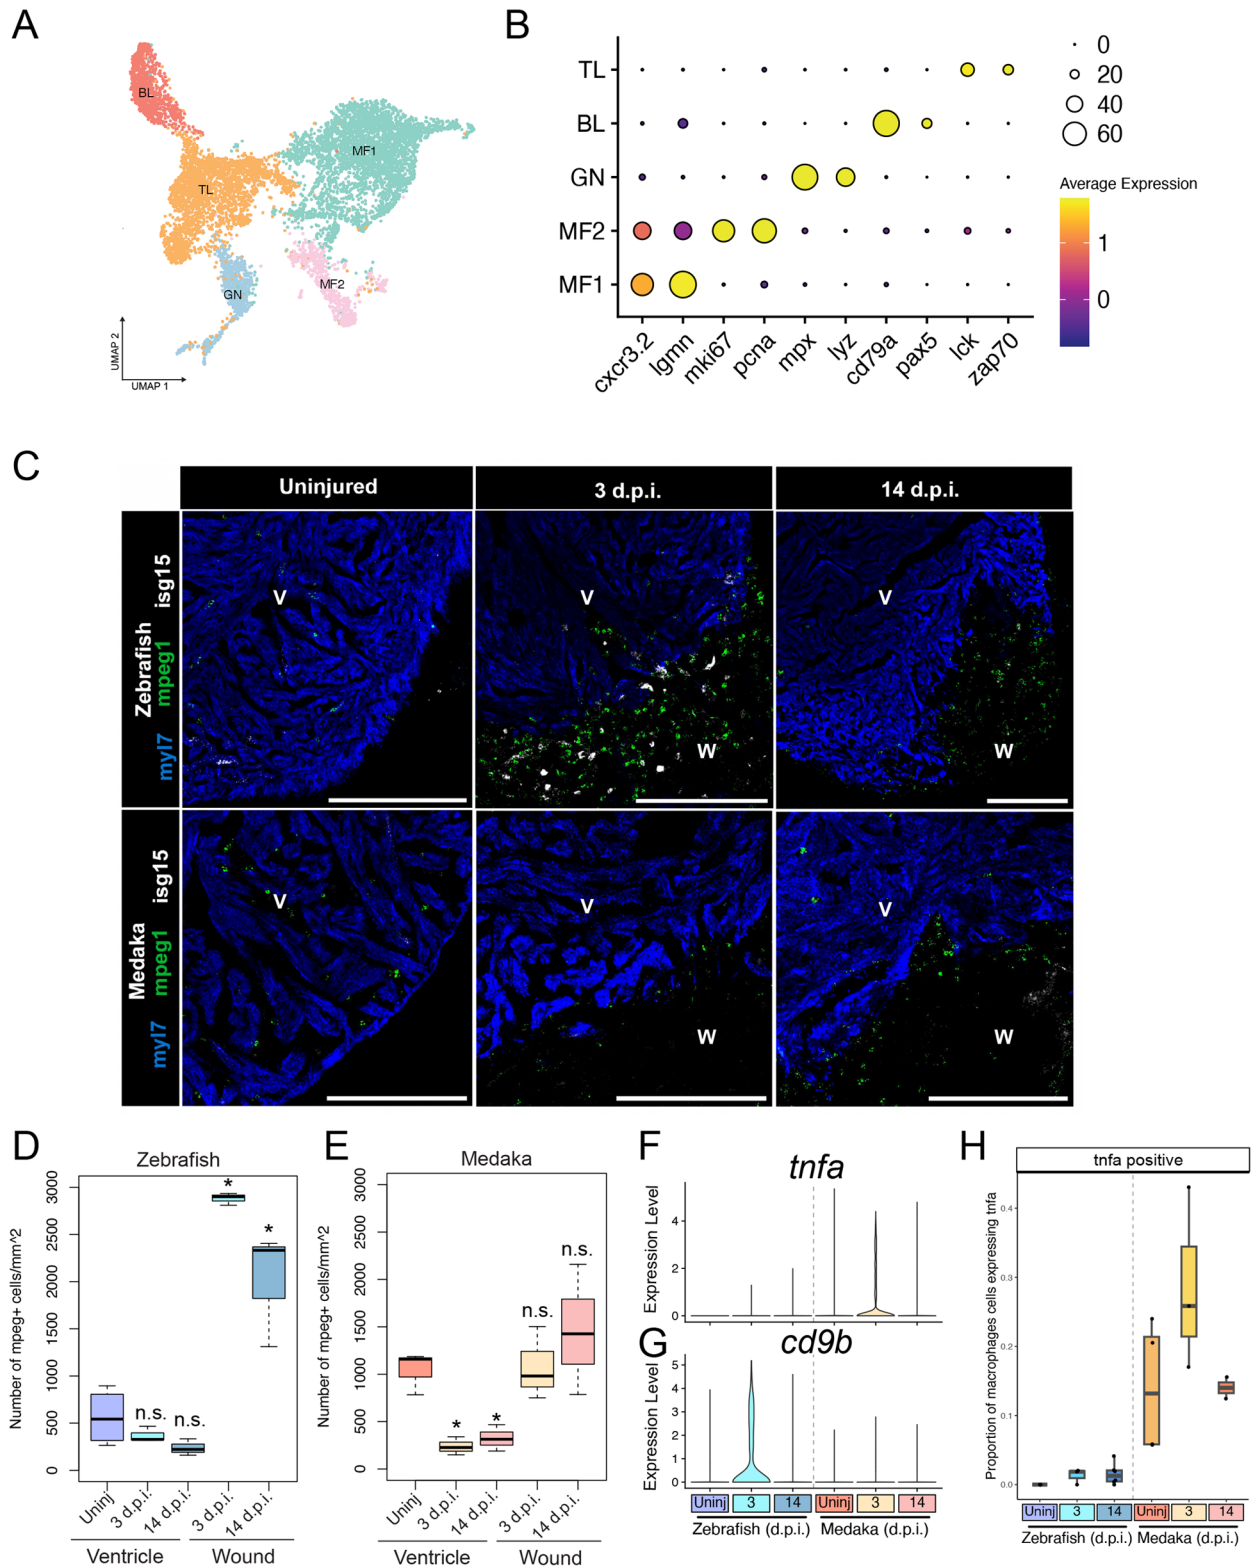 A
BL
MF1
TL
MF2
GN
UMAP 2
UMAP 1
B
TL
BL
GN
MF2
MF1
cxcr3.2
lgmn
mki67
pcna
mpx
lyz
cd79a
pax5
lck
zap70
0
20
40
60
Average Expression
1
0
C
Uninjured
3 d.p.i.
14 d.p.i.
Zebrafish
myl7 mpeg1 isg15
V
V
W
V
W
Medaka
myl7 mpeg1 isg15
V
V
W
V
W
D
Zebrafish
Number of mpeg+ cells/mm^2
3000
2500
2000
1500
1000
500
0
n.s.
n.s.
*
*
Uninj
3 d.p.i.
14 d.p.i.
3 d.p.i.
14 d.p.i.
Ventricle
Wound
E
Medaka
Number of mpeg+ cells/mm^2
3000
2500
2000
1500
1000
500
0
*
*
n.s.
n.s.
Uninj
3 d.p.i.
14 d.p.i.
3 d.p.i.
14 d.p.i.
Ventricle
Wound
F
tnfa
Expression Level
4
2
0
G
cd9b
Expression Level
5
4
3
2
1
0
Uninj 3 14 Uninj 3 14
Zebrafish (d.p.i.) Medaka (d.p.i.)
H
tnfa positive
Proportion of macrophages cells expressing tnfa
0.4
0.3
0.2
0.1
0.0
Uninj 3 14 Uninj 3 14
Zebrafish (d.p.i.) Medaka (d.p.i.)